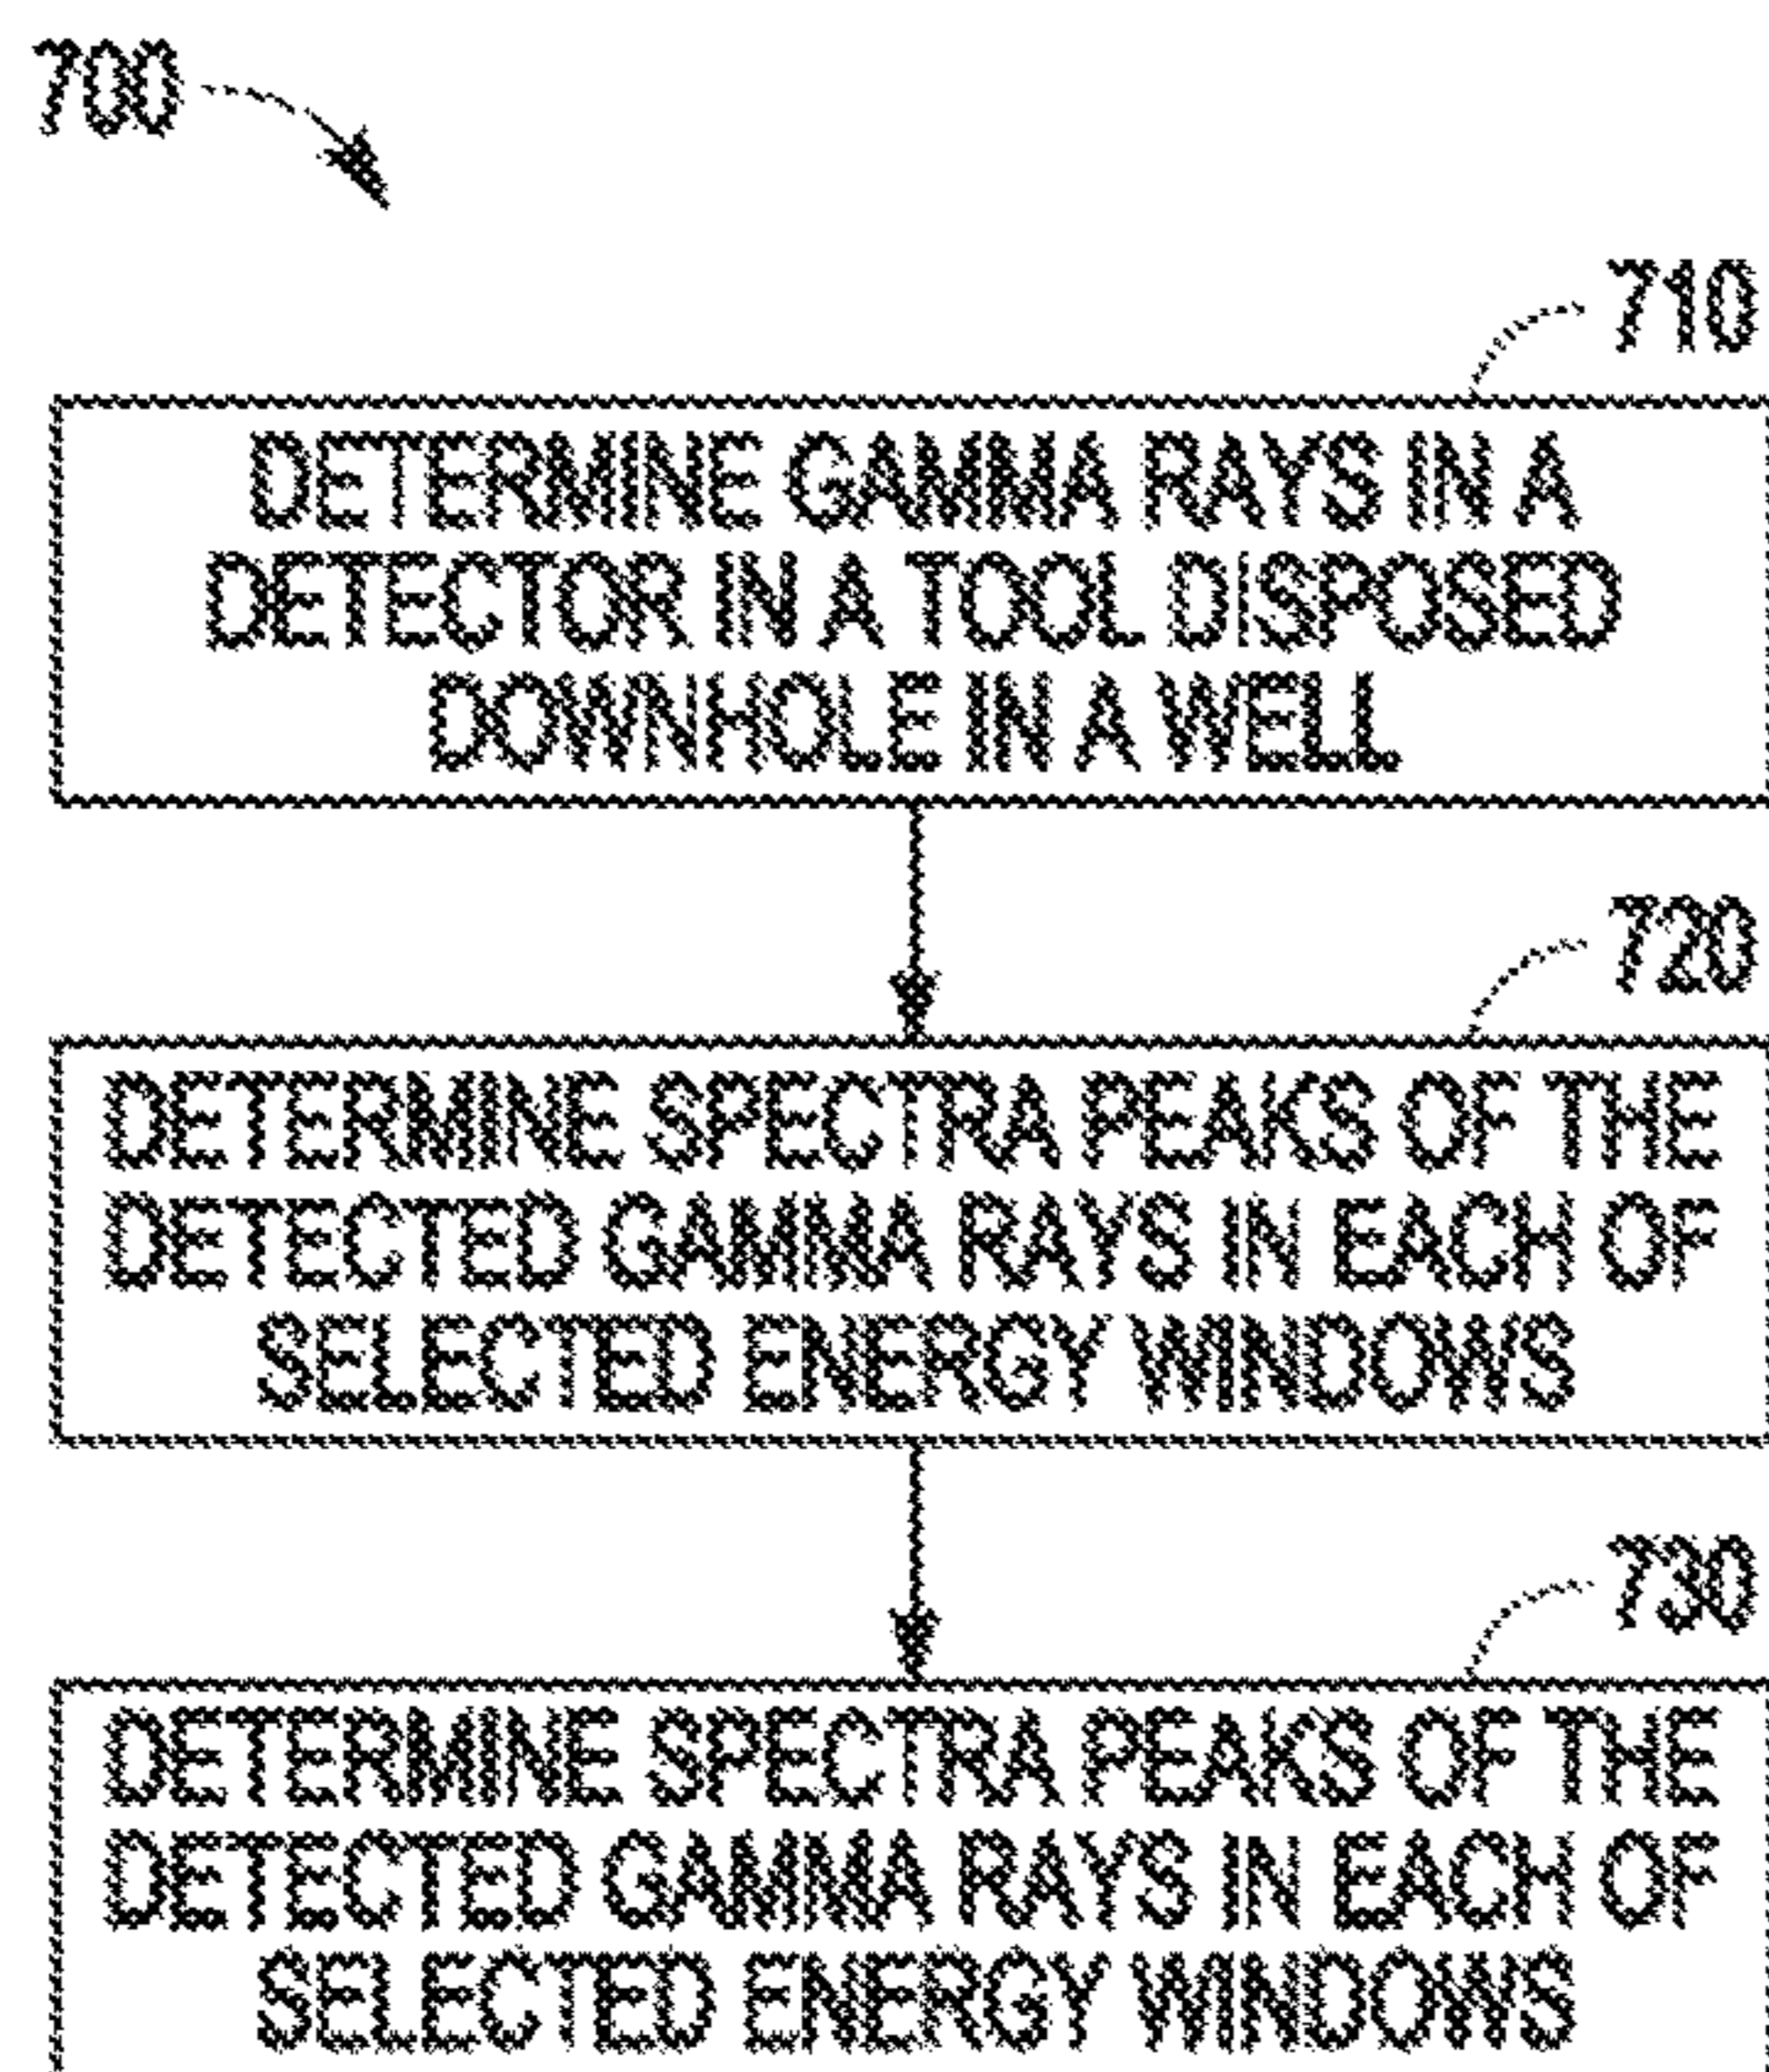 700
710
DETERMINE GAMMA RAYS IN A
DETECTOR IN A TOOL DISPOSED
DOWNHOLE IN A WELL
720
DETERMINE SPECTRA PEAKS OF THE
DETECTED GAMMA RAYS IN EACH OF
SELECTED ENERGY WINDOWS
730
DETERMINE SPECTRA PEAKS OF THE
DETECTED GAMMA RAYS IN EACH OF
SELECTED ENERGY WINDOWS